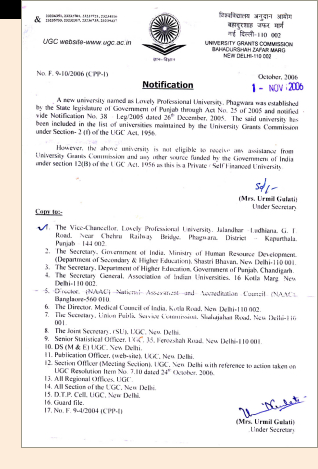 &
23234019, 23236351
UGC website-www.ugc.ac.in
ज्ञान-विज्ञान
विश्वविद्यालय अनुदान आयोग
बहादुरशाह जफर मार्ग
नई दिल्ली-110 002
UNIVERSITY GRANTS COMMISSION
BAHADURSHAH ZAFAR MARG
NEW DELHI-110 002
No. F. 9-10/2006 (CPP-I)
October, 2006
Notification
1 - NOV 2006
A new university named as Lovely Professional University, Phagwara was established
by the State legislature of Government of Punjab through Act No. 25 of 2005 and notified
vide Notification No. 38 Leg/2005 dated 26th December, 2005. The said university has
been included in the list of universities maintained by the University Grants Commission
under Section- 2 (f) of the UGC Act, 1956.
However, the above university is not eligible to receive any assistance from
University Grants Commission and any other source funded by the Government of India
under section 12(B) of the UGC Act, 1956 as this is a Private / Self Financed University.
Sd/-
(Mrs. Urmil Gulati)
Under Secretary
Copy to:-
1. The Vice-Chancellor, Lovely Professional University, Jalandhar Ludhiana, G. T.
Road, Near Chehru Railway Bridge, Phagwara, District - Kapurthala,
Punjab 144 002.
2. The Secretary, Government of India, Ministry of Human Resource Development,
(Department of Secondary & Higher Education), Shastri Bhavan, New Delhi-110 001.
3. The Secretary, Department of Higher Education, Government of Punjab, Chandigarh.
4. The Secretary General, Association of Indian Universities, 16 Kotla Marg New
Delhi-110 002.
5. Director, (NAAC) National Assessment and Accreditation Council (NAAC),
Banglaore-560 010.
6. The Director, Medical Council of India, Kotla Road, New Delhi-110 002.
7. The Secretary, Union Public Service Commission, Shahajahat Road, New Delhi-110
001.
8. The Joint Secretary, (SU), UGC, New Delhi.
9. Senior Statistical Officer, UGC, 35, Ferozshah Road, New Delhi-110 001.
10. DS (M & E) UGC, New Delhi.
11. Publication Officer, (web-site), UGC, New Delhi.
12. Section Officer (Meeting Section), UGC, New Delhi with reference to action taken on
UGC Resolution Item No. 7.10 dated 24th October, 2006.
13. All Regional Offices, UGC.
14. All Section of the UGC, New Delhi.
15. D.T.P. Cell, UGC, New Delhi.
16. Guard file.
17. No. F. 9-4/2004 (CPP-I)
(Mrs. Urmil Gulati)
Under Secretary